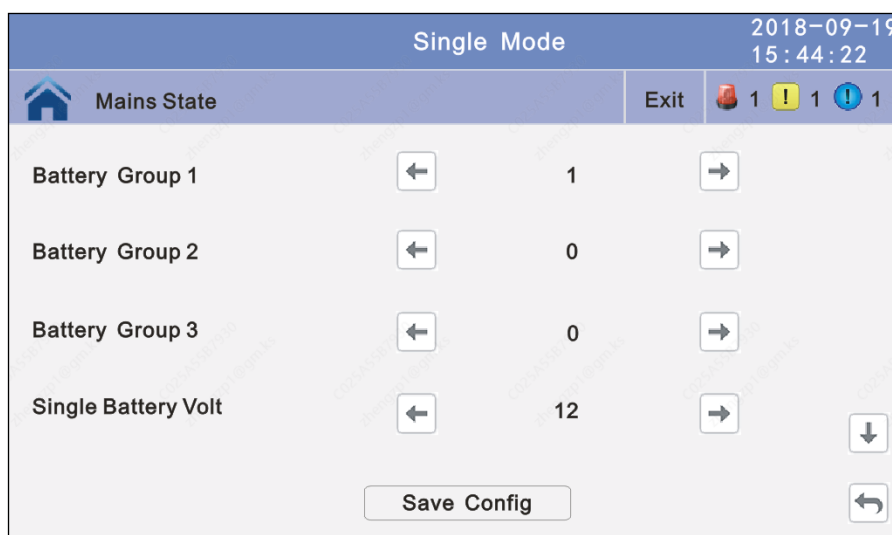 Single Mode
2018-09-19
15:44:22
Mains State
Exit
1
! 1
! 1
Battery Group 1
1
Battery Group 2
0
Battery Group 3
0
Single Battery Volt
12
Save Config